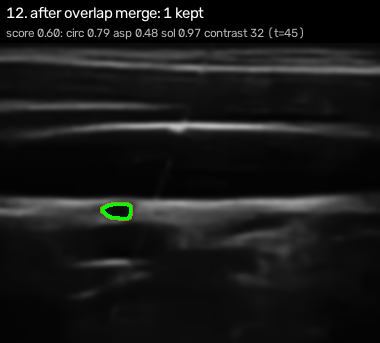 12. after overlap merge: 1 kept
score 0.60: circ 0.79 asp 0.48 sol 0.97 contrast 32 (t=45)